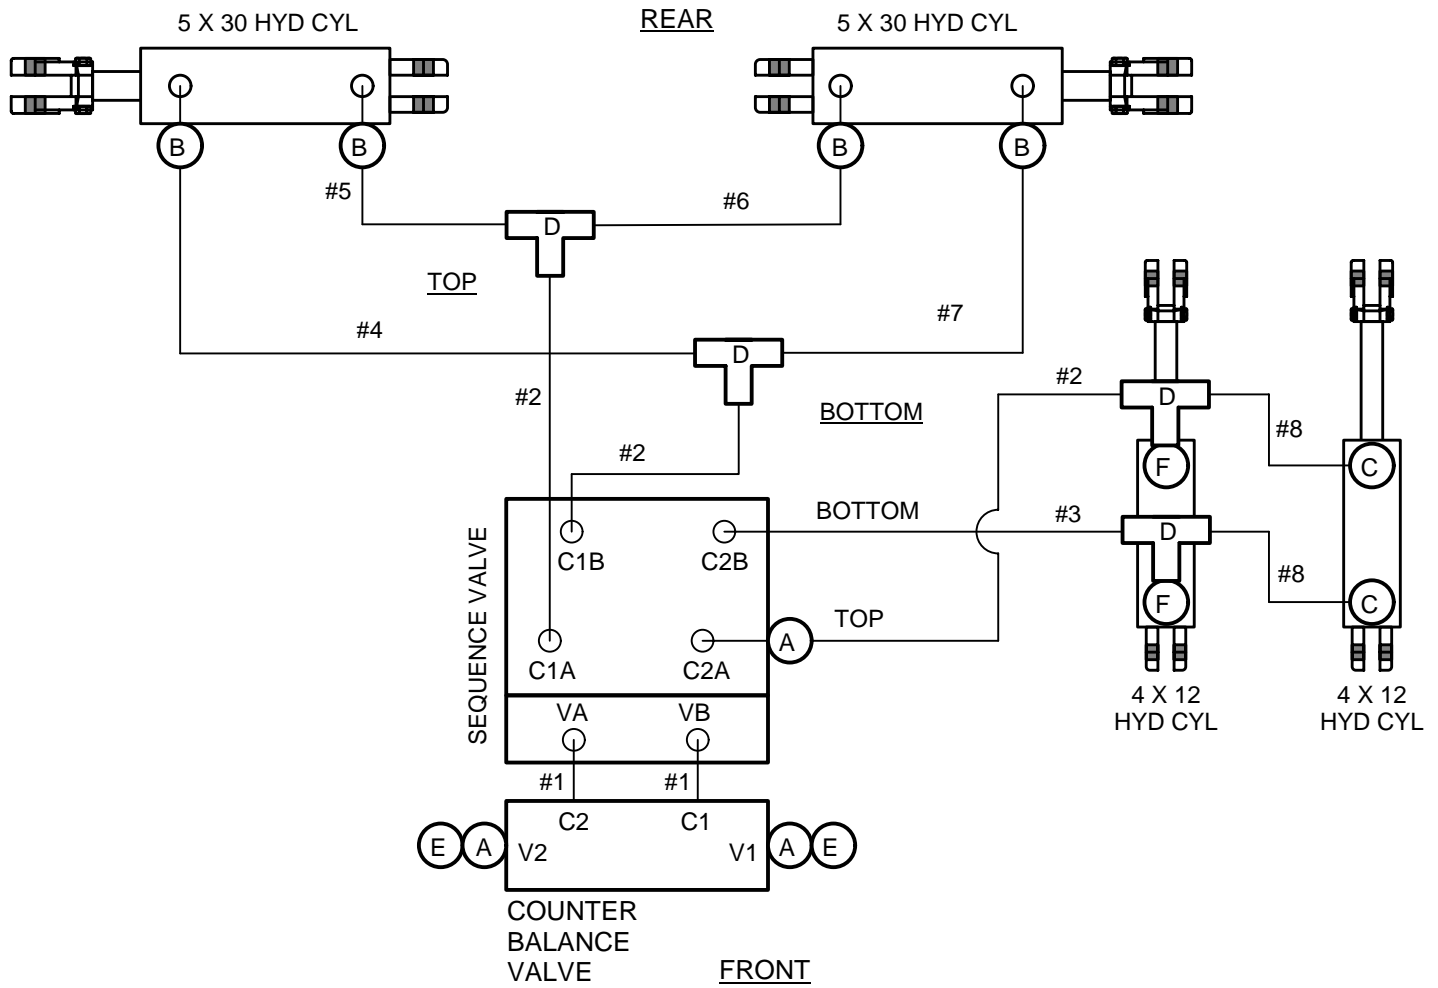 REAR
5 X 30 HYD CYL
5 X 30 HYD CYL
B
B
B
B
#5
#6
D
TOP
#4
#7
D
#2
#2
BOTTOM
#2
D
#8
F
C
SEQUENCE VALVE
C1B
C2B
BOTTOM
#3
D
#8
F
C
C1A
C2A
A
TOP
4 X 12
HYD CYL
4 X 12
HYD CYL
VA
VB
#1
#1
C2
C1
E
A
V2
V1
A
E
COUNTER
BALANCE
VALVE
FRONT